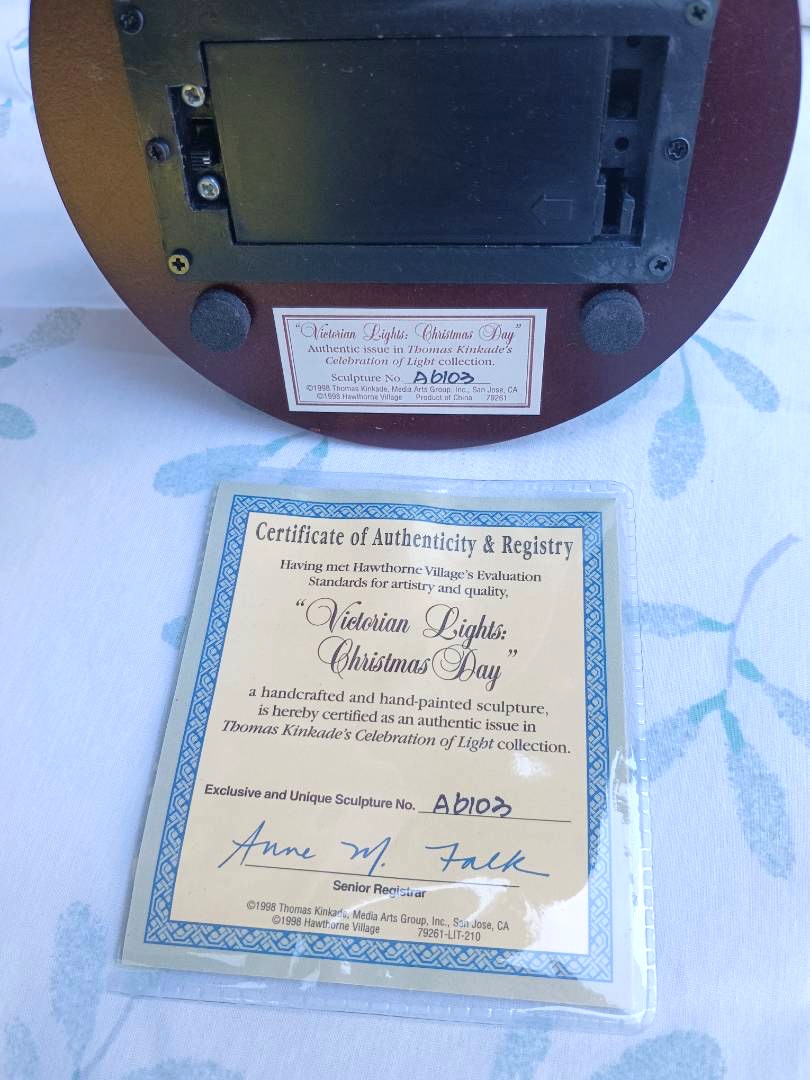 "Victorian Lights: Christmas Day"
Authentic issue in Thomas Kinkade's
Celebration of Light collection.
Sculpture No. A6103
©1998 Thomas Kinkade, Media Arts Group, Inc., San Jose, CA
©1998 Hawthorne Village Product of China 79261
Certificate of Authenticity & Registry
Having met Hawthorne Village's Evaluation
Standards for artistry and quality,
"Victorian Lights:
Christmas Day"
a handcrafted and hand-painted sculpture,
is hereby certified as an authentic issue in
Thomas Kinkade's Celebration of Light collection.
Exclusive and Unique Sculpture No. A6103
Anne M. Falk
Senior Registrar
©1998 Thomas Kinkade, Media Arts Group, Inc., San Jose, CA
©1998 Hawthorne Village 79261-LIT-210